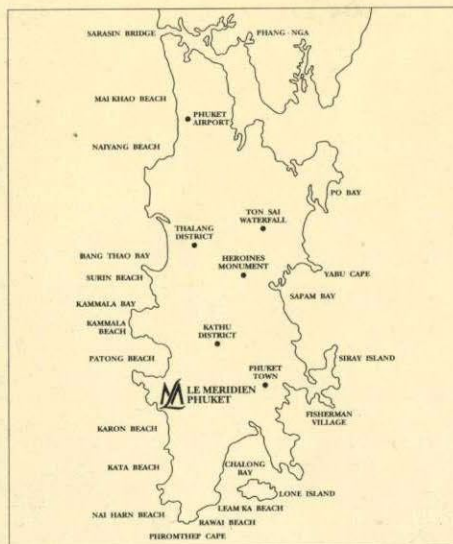 SARASIN BRIDGE
PHANG-NGA
MAI KHAO BEACH
PHUKET
AIRPORT
NAIYANG BEACH
PO BAY
TON SAI
WATERFALL
THALANG
DISTRICT
BANG THAO BAY
HEROINES
MONUMENT
YABU CAPE
SURIN BEACH
SAPAM BAY
KAMMALA BAY
KAMMALA
BEACH
KATHU
DISTRICT
PATONG BEACH
SIRAY ISLAND
PHUKET
TOWN
LE MERIDIEN
PHUKET
FISHERMAN
VILLAGE
KARON BEACH
KATA BEACH
CHALONG
BAY
LONE ISLAND
LEAM KA BEACH
NAI HARN BEACH
RAWAI BEACH
PHROMTHEP CAPE